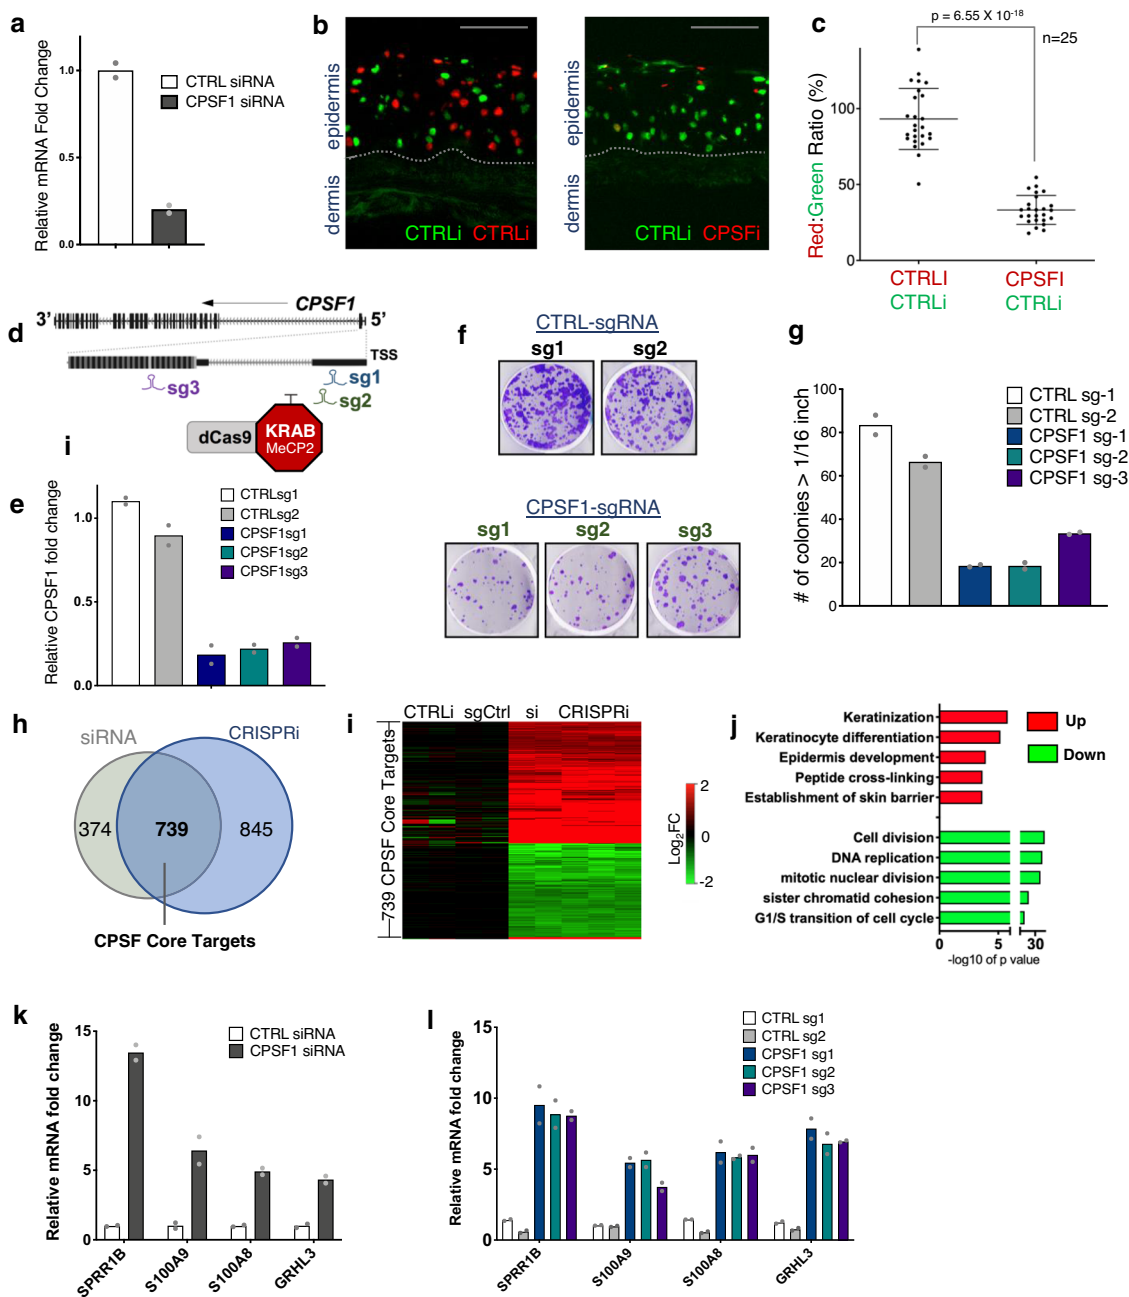 a
Relative mRNA Fold Change
1.0
0.5
0.0
CTRL siRNA
CPSF1 siRNA
b
epidermis
dermis
CTRLi CTRLi
epidermis
dermis
CTRLi CPSFi
c
p = 6.55 X 10-18
n=25
Red:Green Ratio (%)
100
50
0
CTRLI
CTRLi
CPSFI
CTRLi
d
CPSF1
3’
5’
TSS
sg3
sg1
sg2
dCas9
KRAB
MeCP2
i
e
Relative CPSF1 fold change
1.0
0.5
0.0
CTRLsg1
CTRLsg2
CPSF1sg1
CPSF1sg2
CPSF1sg3
f
CTRL-sgRNA
sg1 sg2
CPSF1-sgRNA
sg1 sg2 sg3
g
# of colonies > 1/16 inch
100
80
60
40
20
0
CTRL sg-1
CTRL sg-2
CPSF1 sg-1
CPSF1 sg-2
CPSF1 sg-3
h
siRNA
CRISPRi
374
739
845
CPSF Core Targets
i
CTRLi sgCtrl si CRISPRi
739 CPSF Core Targets
Log2FC
2
0
-2
j
Keratinization
Keratinocyte differentiation
Epidermis development
Peptide cross-linking
Establishment of skin barrier
Cell division
DNA replication
mitotic nuclear division
sister chromatid cohesion
G1/S transition of cell cycle
0 5 30
-log10 of p value
Up
Down
k
Relative mRNA fold change
15
10
5
0
CTRL siRNA
CPSF1 siRNA
SPRR1B
S100A9
S100A8
GRHL3
l
Relative mRNA fold change
15
10
5
0
CTRL sg1
CTRL sg2
CPSF1 sg1
CPSF1 sg2
CPSF1 sg3
SPRR1B
S100A9
S100A8
GRHL3